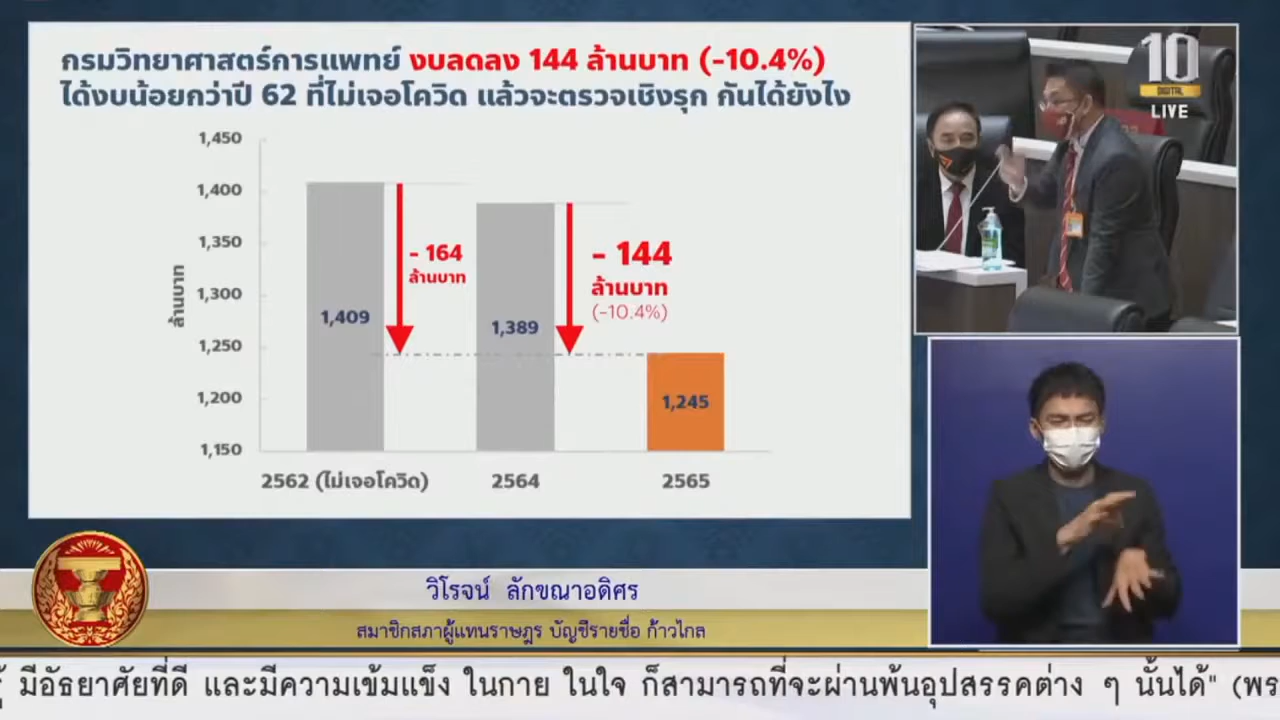 กรมวิทยาศาสตร์การแพทย์ งบลดลง 144 ล้านบาท (-10.4%)
ได้งบน้อยกว่าปี 62 ที่ไม่เจอโควิด แล้วจะตรวจเชิงรุก กันได้ยังไง
ล้านบาท
1,450
1,400
1,350
1,300
1,250
1,200
1,150
1,409
- 164
ล้านบาท
1,389
- 144
ล้านบาท
(-10.4%)
1,245
2562 (ไม่เจอโควิด)
2564
2565
10
DIGITAL
LIVE
วิโรจน์ ลักขณาอดิศร
สมาชิกสภาผู้แทนราษฎร บัญชีรายชื่อ ก้าวไกล
มีอัธยาศัยที่ดี และมีความเข้มแข็ง ในกาย ในใจ ก็สามารถที่จะผ่านพ้นอุปสรรคต่าง ๆ นั้นได้" (พร